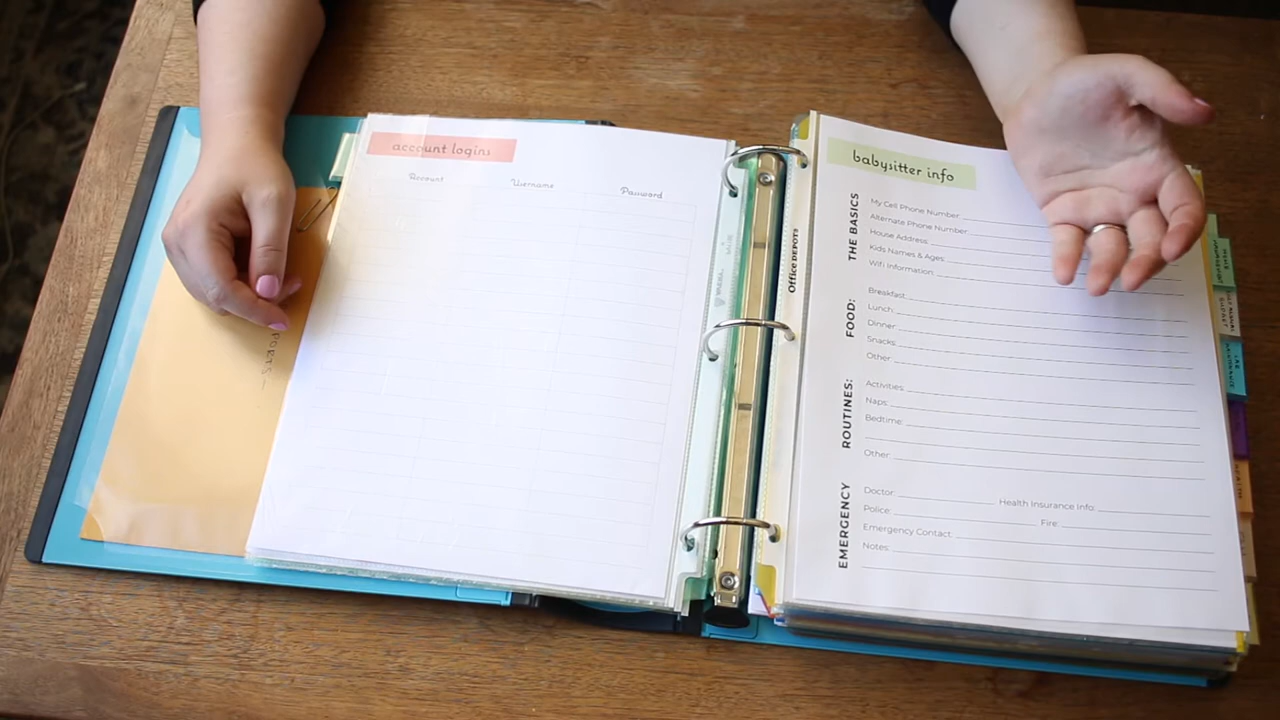 account logins
Account Username Password
PORTS -
Office DEPOT
babysitter info
THE BASICS
My Cell Phone Number:
Alternate Phone Number:
House Address:
Kids Names & Ages:
Wifi Information:
FOOD:
Breakfast:
Lunch:
Dinner:
Snacks:
Other:
ROUTINES:
Activities:
Naps:
Bedtime:
Other:
EMERGENCY
Doctor: Health Insurance Info:
Police: Fire:
Emergency Contact:
Notes:
HEALTH